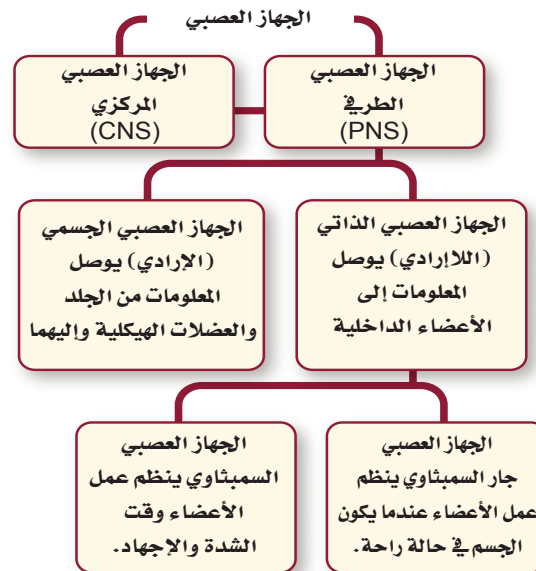 الجهاز العصبي
الجهاز العصبي
الطرفي
(PNS)
الجهاز العصبي
المركزي
(CNS)
الجهاز العصبي الذاتي
(اللاإرادي) يوصل
المعلومات إلى
الأعضاء الداخلية
الجهاز العصبي الجسمي
(الإرادي) يوصل
المعلومات من الجلد
والعضلات الهيكلية وإليهما
الجهاز العصبي
جار السمبثاوي ينظم
عمل الأعضاء عندما يكون
الجسم في حالة راحة.
الجهاز العصبي
السمبثاوي ينظم عمل
الأعضاء وقت
الشدة والإجهاد.